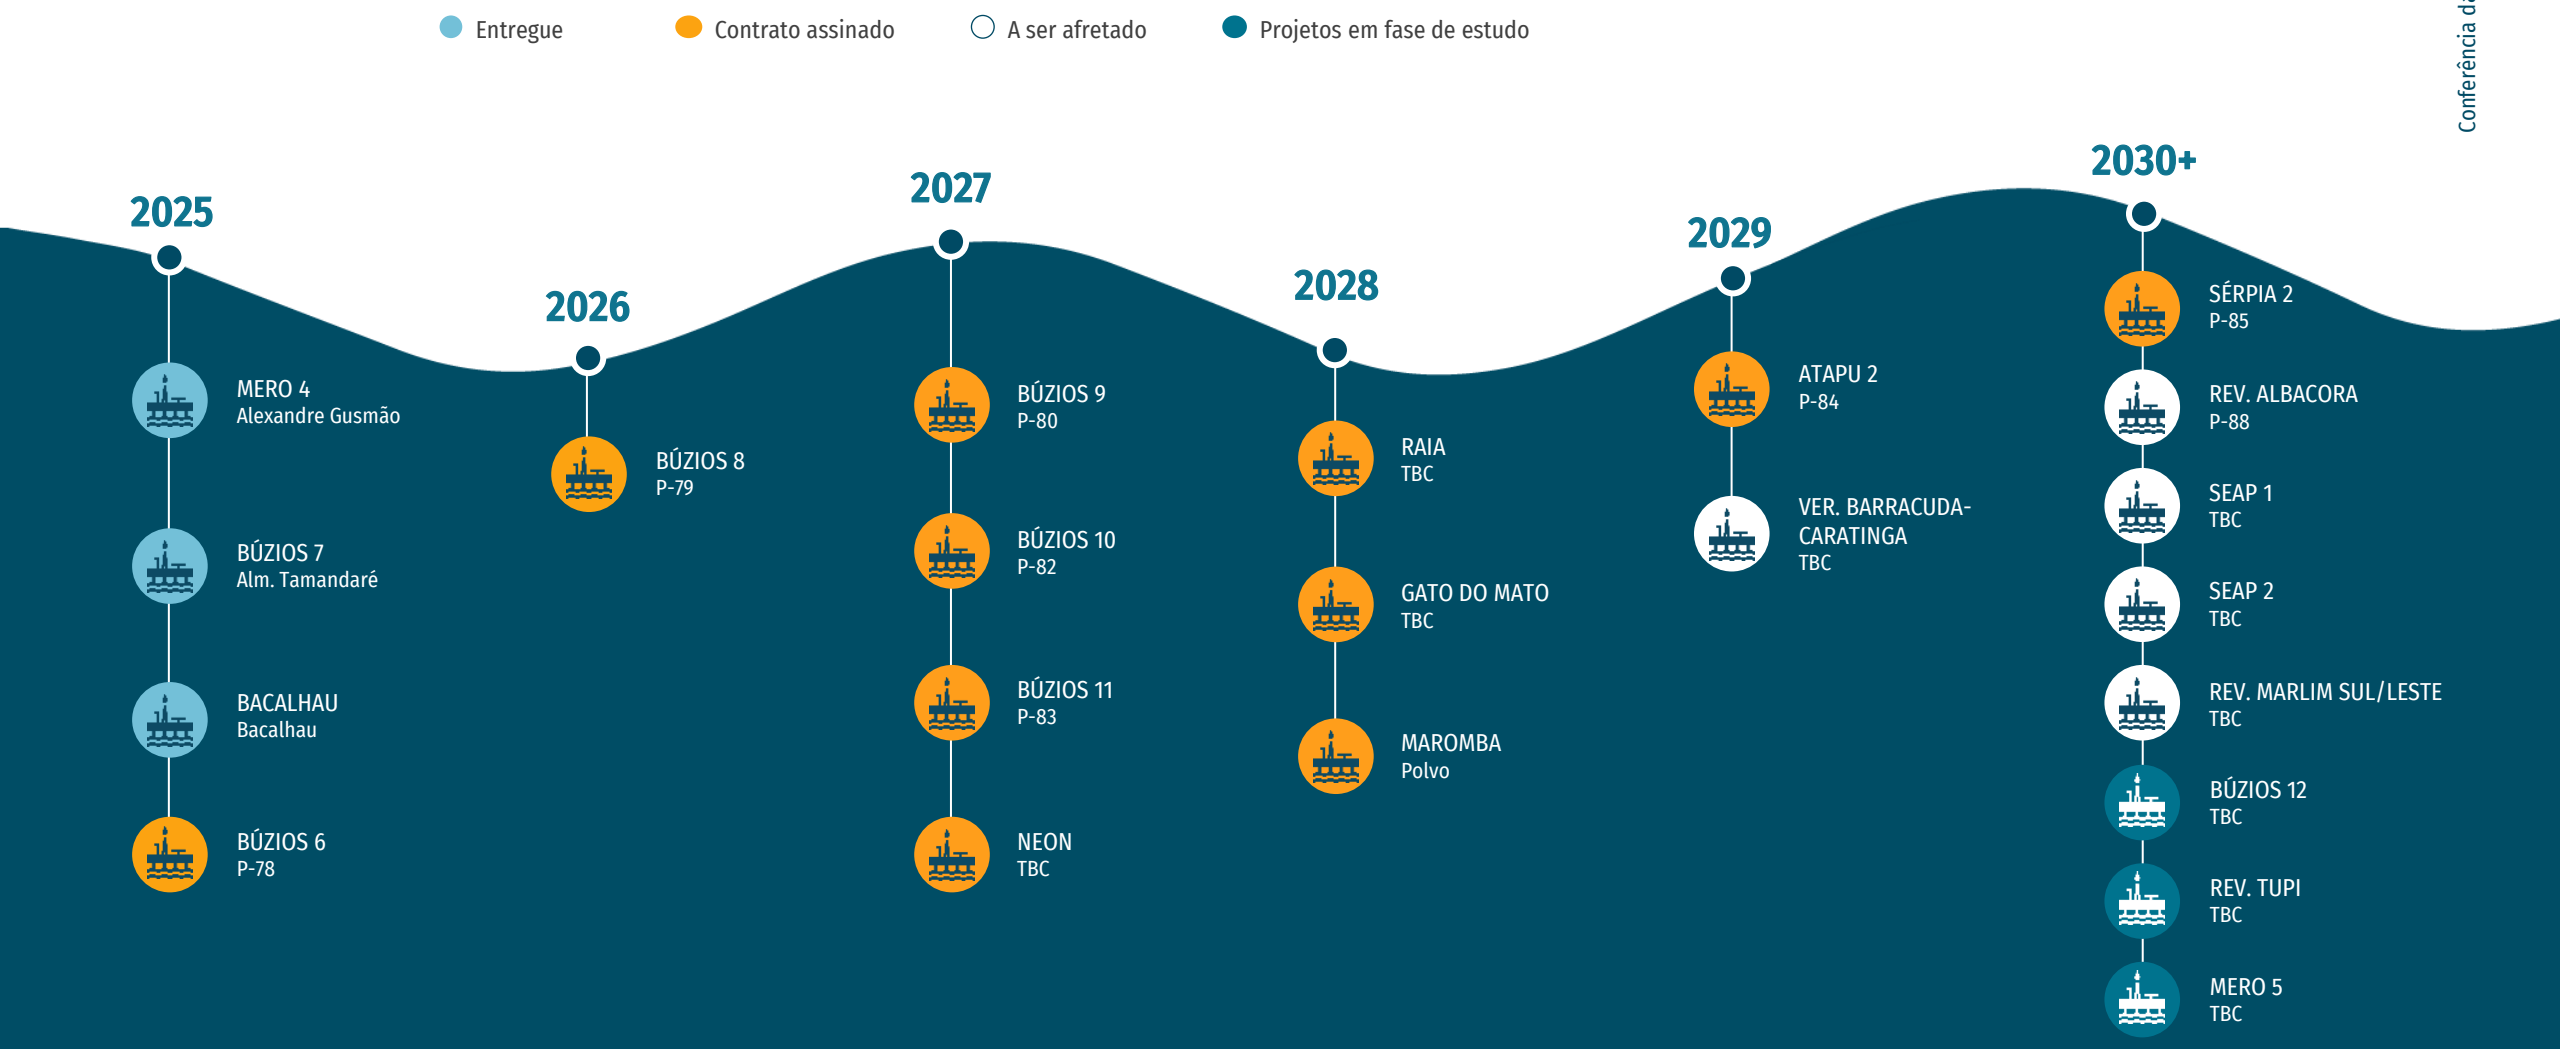 Entregue
Contrato assinado
A ser afretado
Projetos em fase de estudo
Conferência da
2025
MERO 4
Alexandre Gusmão
BÚZIOS 7
Alm. Tamandaré
BACALHAU
Bacalhau
BÚZIOS 6
P-78
2026
BÚZIOS 8
P-79
2027
BÚZIOS 9
P-80
BÚZIOS 10
P-82
BÚZIOS 11
P-83
NEON
TBC
2028
RAIA
TBC
GATO DO MATO
TBC
MAROMBA
Polvo
2029
ATAPU 2
P-84
VER. BARRACUDA-
CARATINGA
TBC
2030+
SÉRPIA 2
P-85
REV. ALBACORA
P-88
SEAP 1
TBC
SEAP 2
TBC
REV. MARLIM SUL/LESTE
TBC
BÚZIOS 12
TBC
REV. TUPI
TBC
MERO 5
TBC